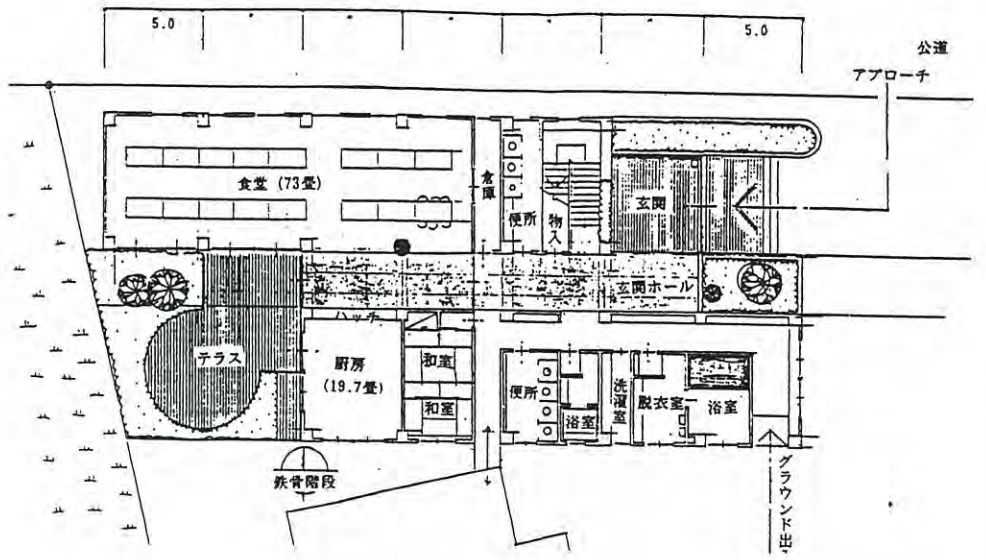 5.0
5.0
公道
アプローチ
食堂 (73畳)
倉庫
便所
物入
玄関
玄関ホール
ハッチ
テラス
厨房
(19.7畳)
和室
和室
便所
浴室
洗濯室
脱衣室
浴室
鉄骨階段
グラウンド出